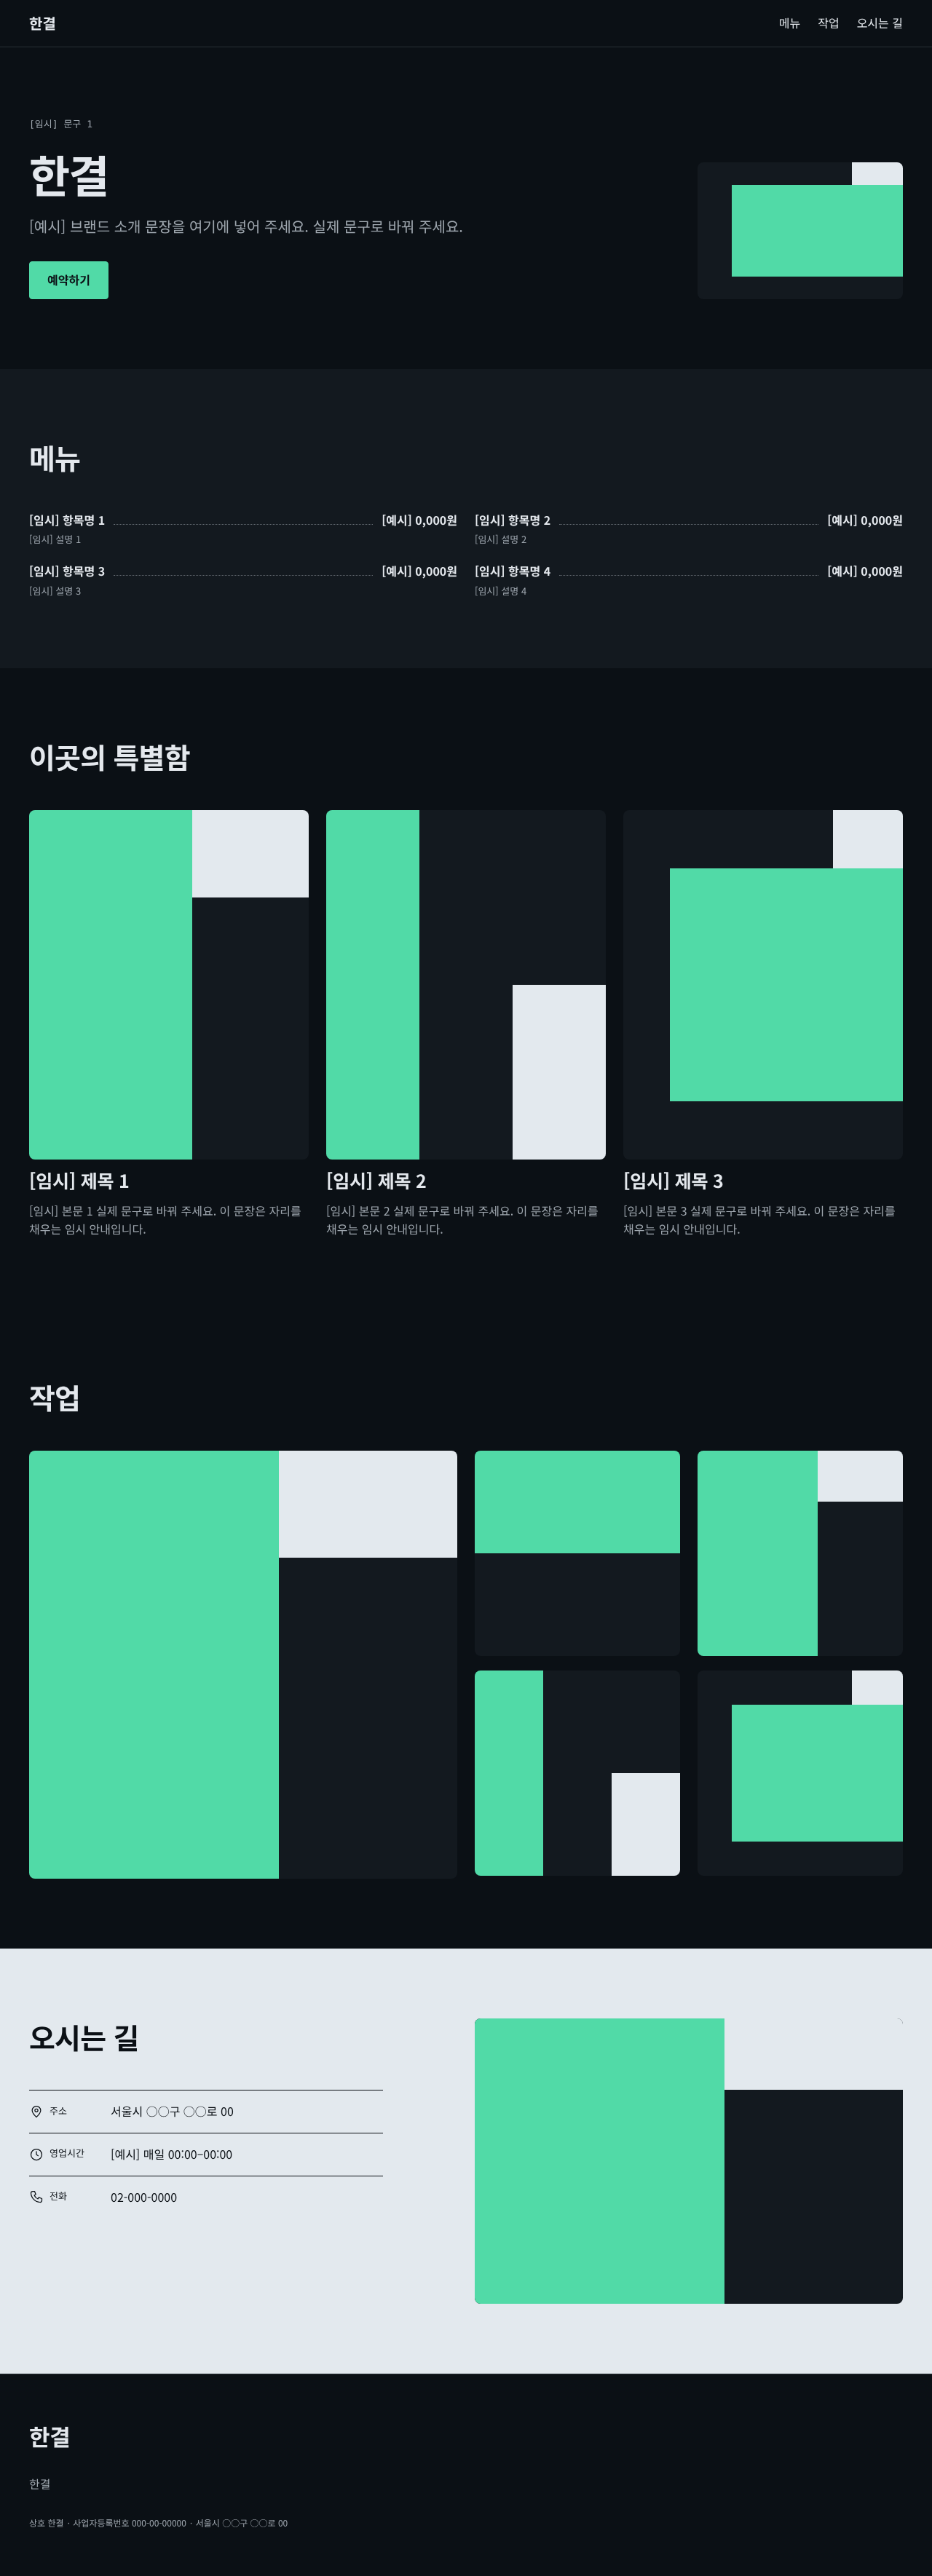 한결
메뉴 작업 오시는 길
[임시] 문구 1
한결
[예시] 브랜드 소개 문장을 여기에 넣어 주세요. 실제 문구로 바꿔 주세요.
예약하기
메뉴
[임시] 항목명 1 [예시] 0,000원
[임시] 설명 1
[임시] 항목명 2 [예시] 0,000원
[임시] 설명 2
[임시] 항목명 3 [예시] 0,000원
[임시] 설명 3
[임시] 항목명 4 [예시] 0,000원
[임시] 설명 4
이곳의 특별함
[임시] 제목 1
[임시] 본문 1 실제 문구로 바꿔 주세요. 이 문장은 자리를
채우는 임시 안내입니다.
[임시] 제목 2
[임시] 본문 2 실제 문구로 바꿔 주세요. 이 문장은 자리를
채우는 임시 안내입니다.
[임시] 제목 3
[임시] 본문 3 실제 문구로 바꿔 주세요. 이 문장은 자리를
채우는 임시 안내입니다.
작업
오시는 길
주소 서울시 〇〇구 〇〇로 00
영업시간 [예시] 매일 00:00–00:00
전화 02-000-0000
한결
한결
상호 한결 · 사업자등록번호 000-00-00000 · 서울시 〇〇구 〇〇로 00